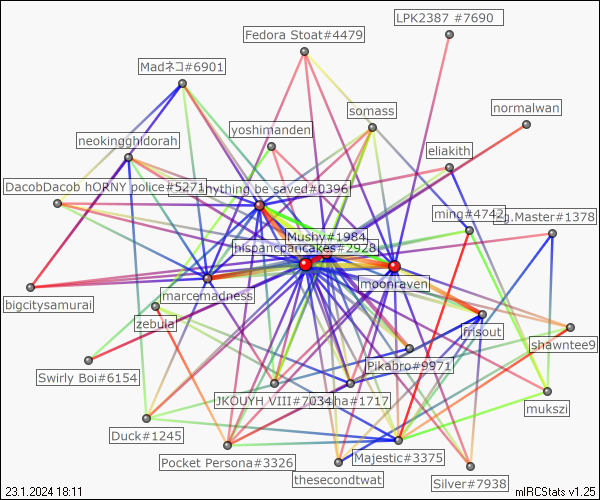 LPK2387 #7690
Fedora Stoat#4479
Madネコ#6901
somass
normalwan
yoshimanden
neokingghidorah
eliakith
DacobDacob hORNY police#5271
hything be saved#0396
ming#4742
g.Master#1378
Mushy#1984
hispancpancakes#2928
moonraven
marcemadness
bigcitysamurai
zebula
frisout
shawntee9
Pikabro#9971
Swirly Boi#6154
JKOUYH VIII#7034
ha#1717
mukszi
Duck#1245
Majestic#3375
Pocket Persona#3326
thesecondtwat
Silver#7938
23.1.2024 18:11
mIRCStats v1.25